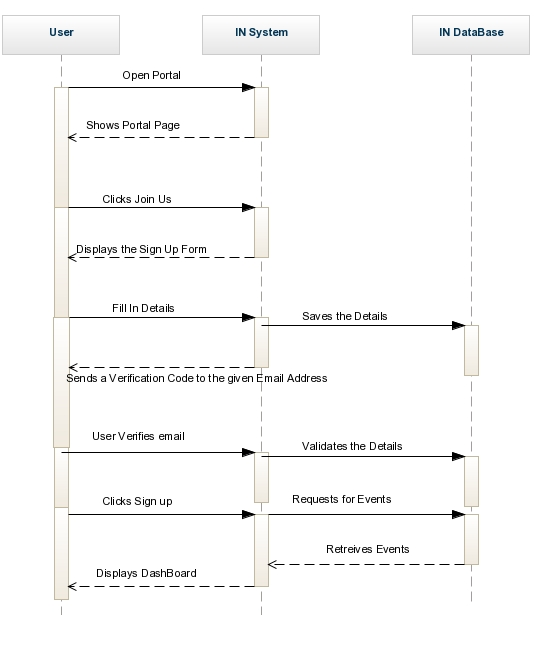 User
IN System
IN DataBase
Open Portal
Shows Portal Page
Clicks Join Us
Displays the Sign Up Form
Fill In Details
Saves the Details
Sends a Verification Code to the given Email Address
User Verifies email
Validates the Details
Clicks Sign up
Requests for Events
Retreives Events
Displays DashBoard